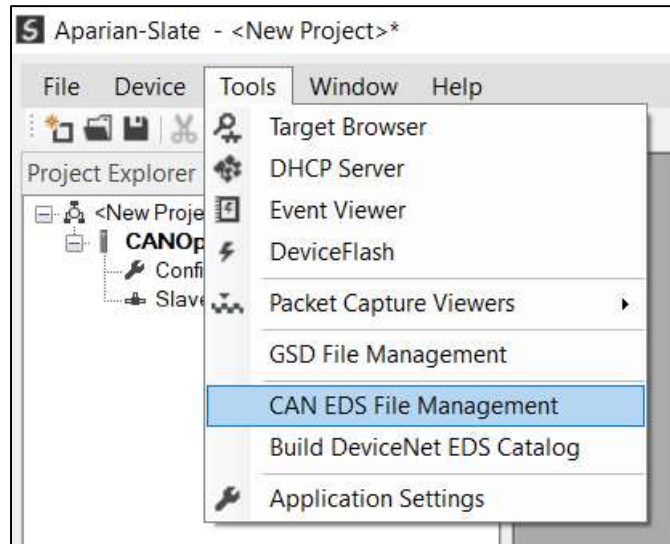 Aparian-Slate - <New Project>*
File Device Tools Window Help
Target Browser
Project Explorer
DHCP Server
<New Proje
Event Viewer
CANOp
DeviceFlash
Confi
Slave
Packet Capture Viewers
GSD File Management
CAN EDS File Management
Build DeviceNet EDS Catalog
Application Settings